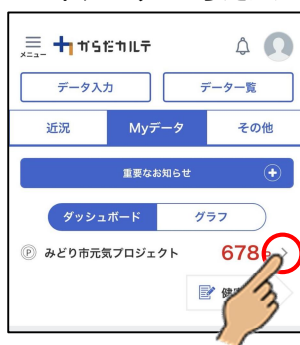 メニュー からだカルテ
データ入力 データ一覧
近況 Myデータ その他
重要なお知らせ
ダッシュボード グラフ
P みどり市元気プロジェクト 678
健